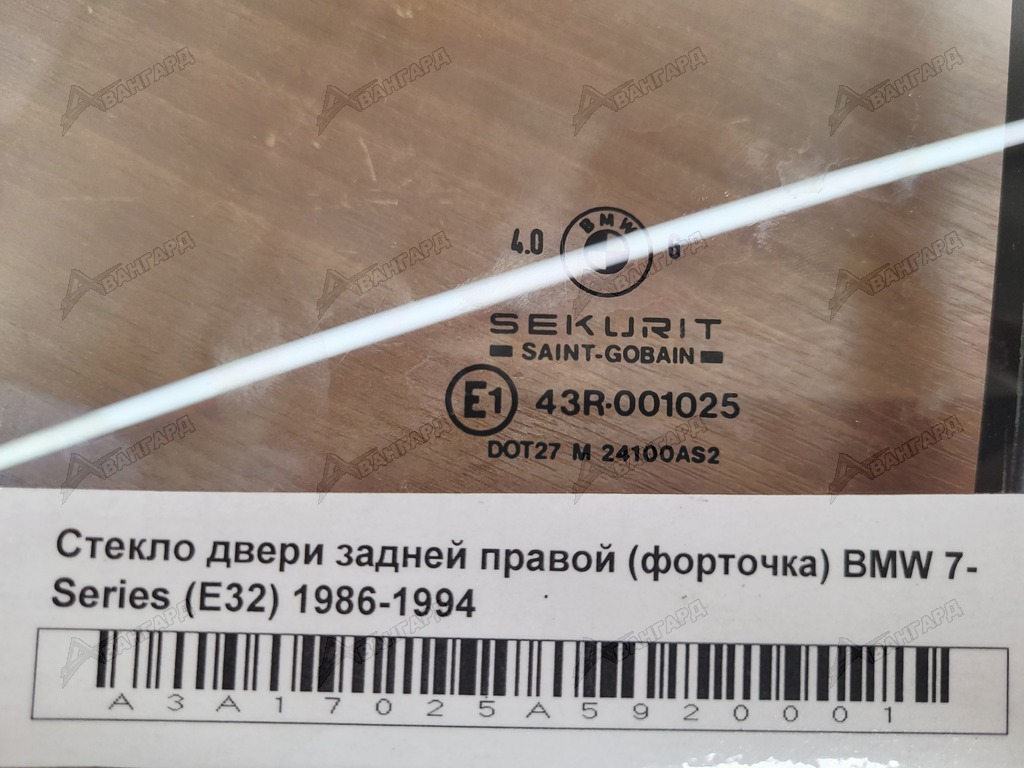 АВАНГАРД
BMW
4.0 G
SEKURIT
SAINT-GOBAIN
E1 43R-001025
DOT27 M 24100AS2
Стекло двери задней правой (форточка) BMW 7-
Series (E32) 1986-1994
A3A17025A5920001